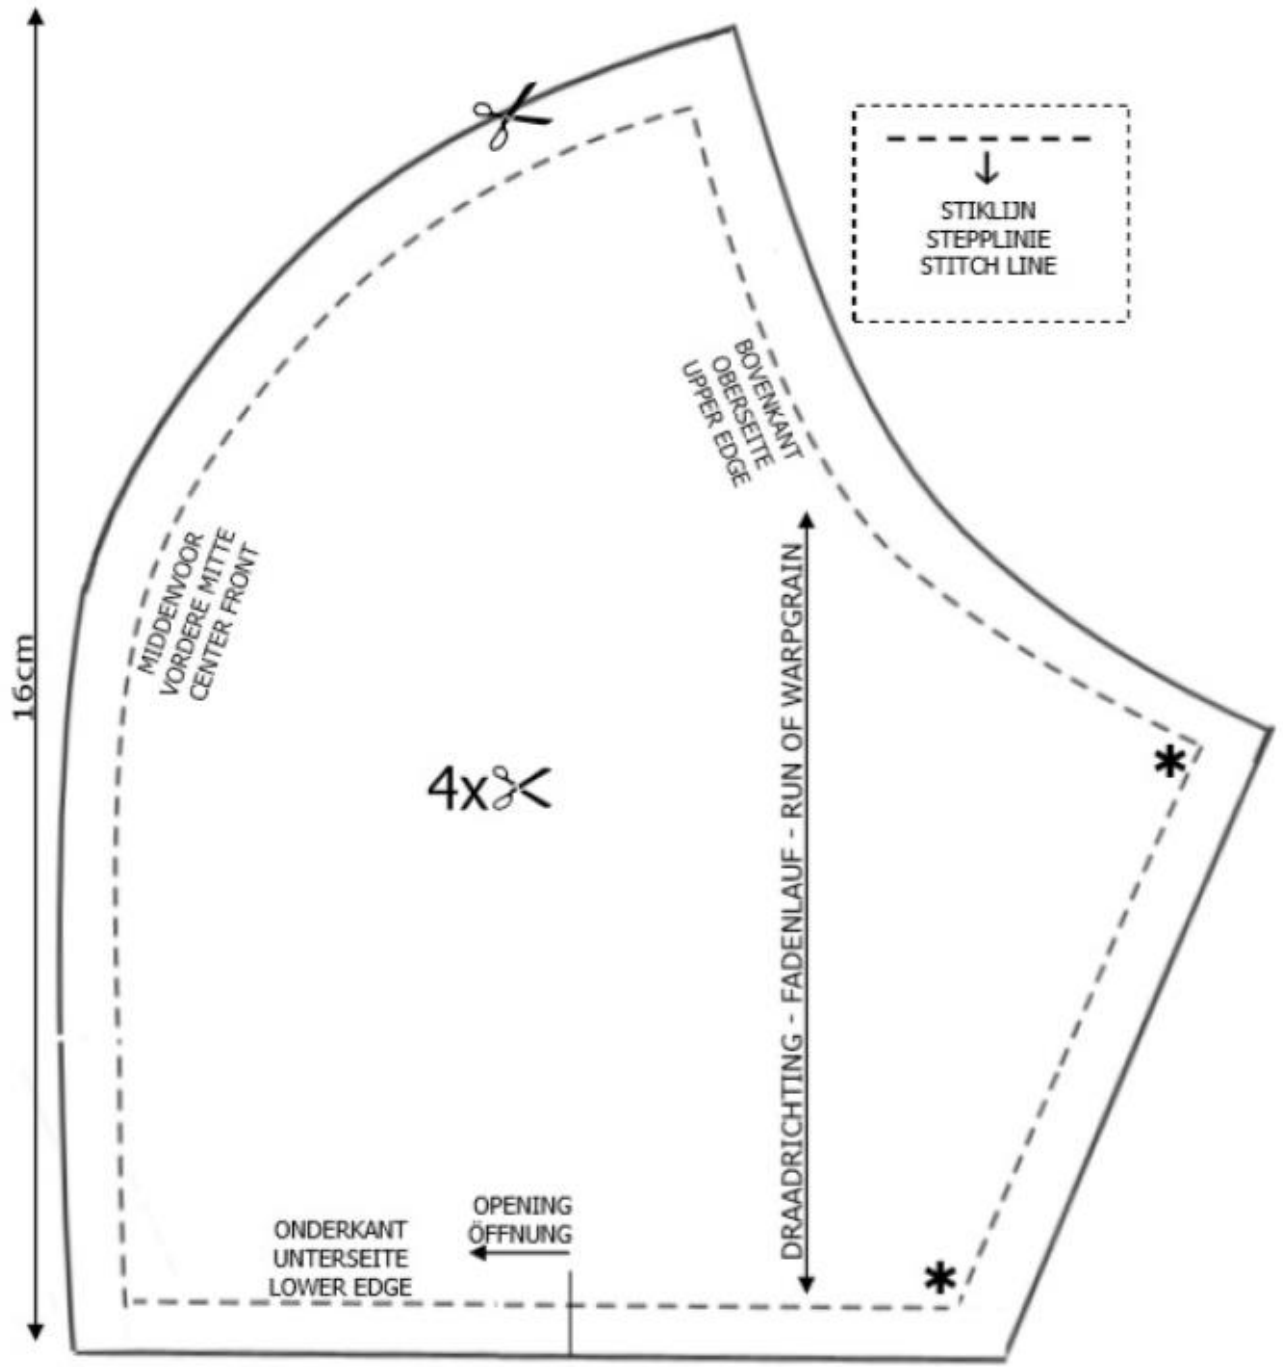 STIKLIJN
STEPPLINIE
STITCH LINE
BOVENKANT
OBERSEITE
UPPER EDGE
MIDDENVOOR
VORDERE MITTE
CENTER FRONT
16cm
4x
DRAADRICHTING - FADENLAUF - RUN OF WARPGRAIN
*
OPENING
ÖFFNUNG
ONDERKANT
UNTERSEITE
LOWER EDGE
*